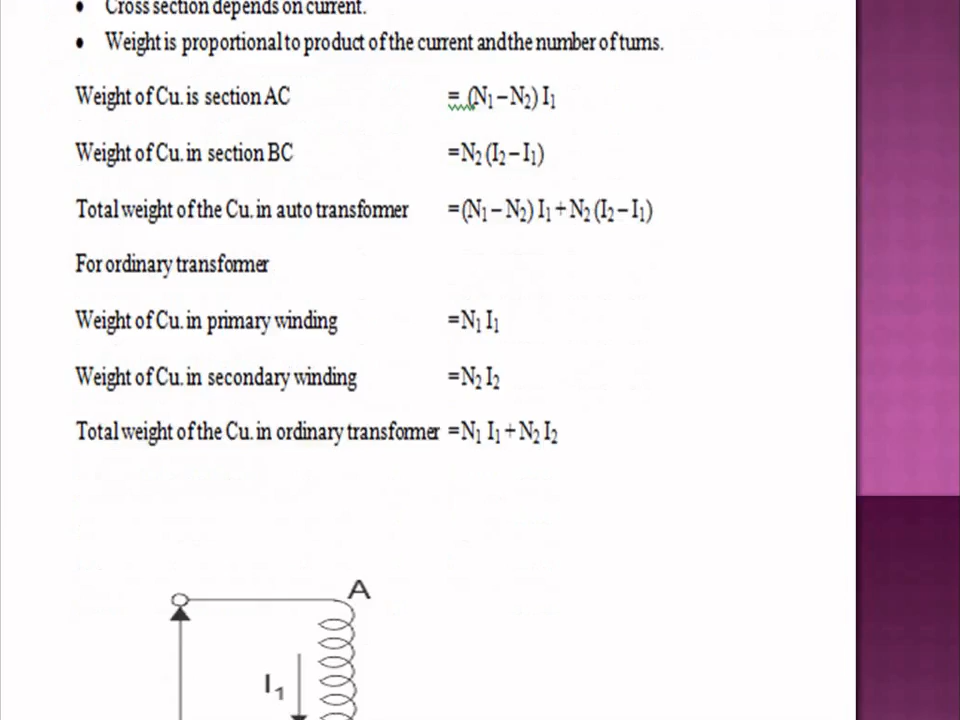 • Cross section depends on current.
• Weight is proportional to product of the current and the number of turns.
Weight of Cu. is section AC = (N₁ – N₂) I₁
Weight of Cu. in section BC =N₂ (I₂ – I₁)
Total weight of the Cu. in auto transformer =(N₁ – N₂) I₁ + N₂ (I₂ – I₁)
For ordinary transformer
Weight of Cu. in primary winding =N₁ I₁
Weight of Cu. in secondary winding =N₂ I₂
Total weight of the Cu. in ordinary transformer =N₁ I₁ + N₂ I₂
A
I₁